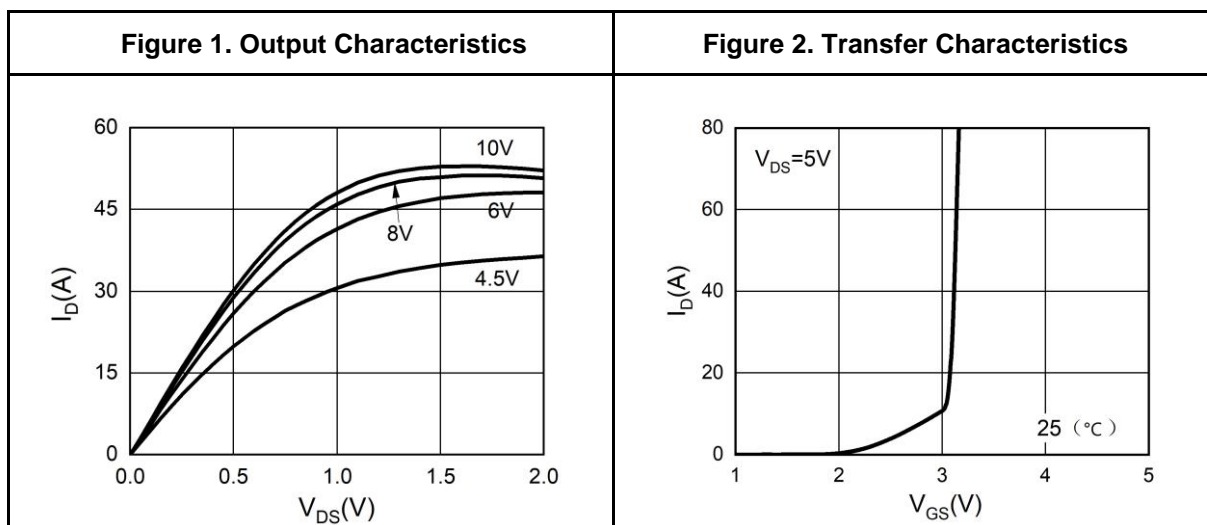 Figure 1. Output Characteristics
Figure 2. Transfer Characteristics
60
45
30
15
0
I_D(A)
10V
8V
6V
4.5V
0.0 0.5 1.0 1.5 2.0
V_DS(V)
80
60
40
20
0
I_D(A)
V_DS=5V
25（℃）
1 2 3 4 5
V_GS(V)